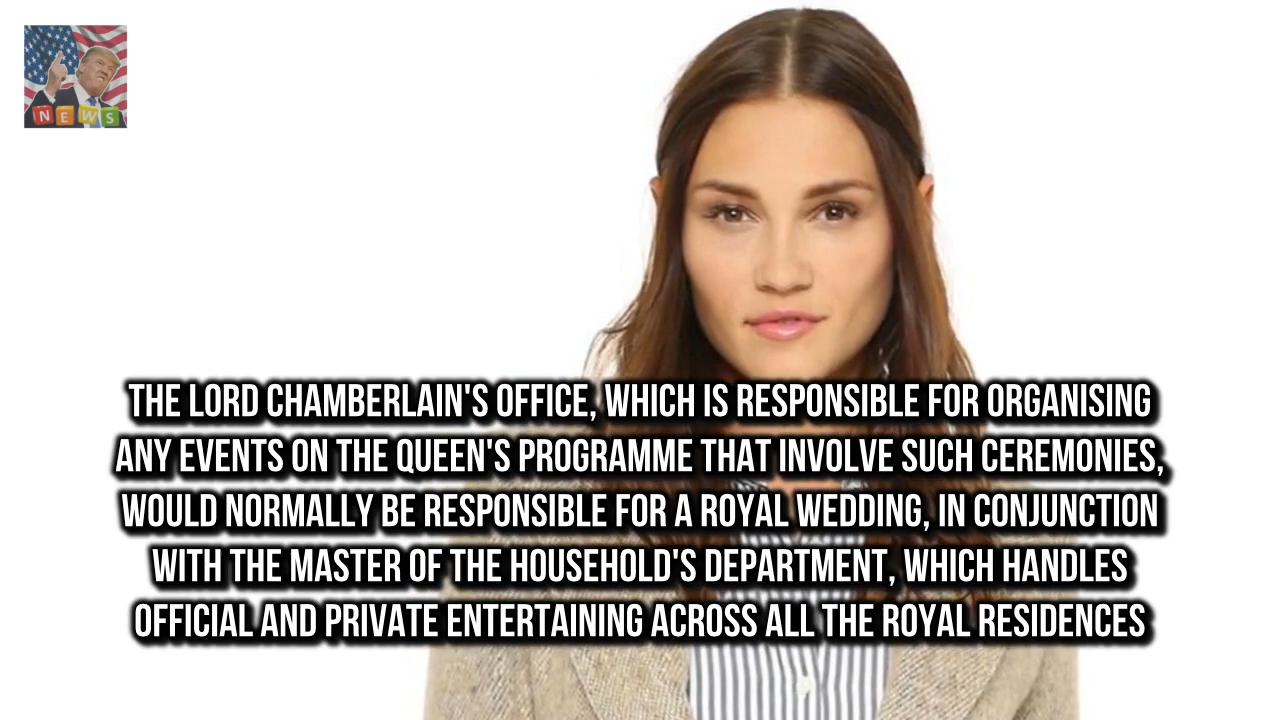 NEWS
THE LORD CHAMBERLAIN'S OFFICE, WHICH IS RESPONSIBLE FOR ORGANISING
ANY EVENTS ON THE QUEEN'S PROGRAMME THAT INVOLVE SUCH CEREMONIES,
WOULD NORMALLY BE RESPONSIBLE FOR A ROYAL WEDDING, IN CONJUNCTION
WITH THE MASTER OF THE HOUSEHOLD'S DEPARTMENT, WHICH HANDLES
OFFICIAL AND PRIVATE ENTERTAINING ACROSS ALL THE ROYAL RESIDENCES